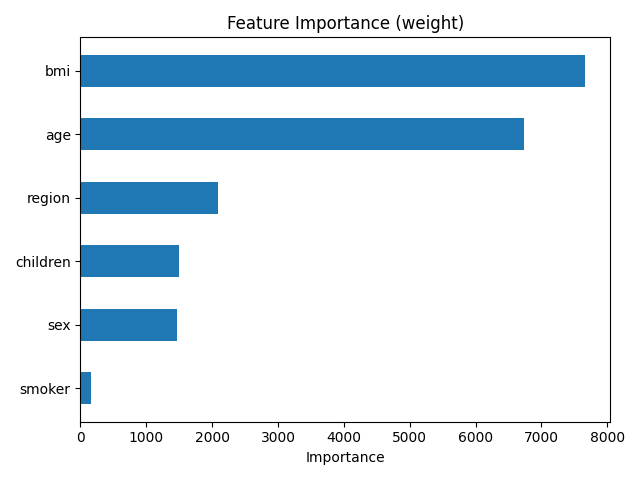 Feature Importance (weight)
bmi
age
region
children
sex
smoker
0 1000 2000 3000 4000 5000 6000 7000 8000
Importance